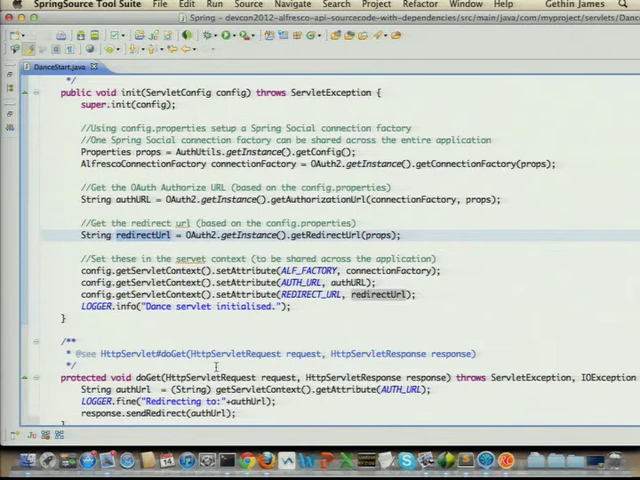 SpringSource Tool Suite File Edit Run Source Navigate Search Project Refactor Window Help Gethin James
Spring - devcon2012-alfresco-api-sourcecode-with-dependencies/src/main/java/com/myproject/servlets/Danc
DanceStart.java
*/
public void init(ServletConfig config) throws ServletException {
super.init(config);
//Using config.properties setup a Spring Social connection factory
//One Spring Social connection factory can be shared across the entire application
Properties props = AuthUtils.getInstance().getConfig();
AlfrescoConnectionFactory connectionFactory = OAuth2.getInstance().getConnectionFactory(props);
//Get the OAuth Authorize URL (based on the config.properties)
String authURL = OAuth2.getInstance().getAuthorizationUrl(connectionFactory, props);
//Get the redirect url (based on the config.properties)
String redirectUrl = OAuth2.getInstance().getRedirectUrl(props);
//Set these in the servet context (to be shared across the application)
config.getServletContext().setAttribute(ALF_FACTORY, connectionFactory);
config.getServletContext().setAttribute(AUTH_URL, authURL);
config.getServletContext().setAttribute(REDIRECT_URL, redirectUrl);
LOGGER.info("Dance servlet initialised.");
}
/**
* @see HttpServlet#doGet(HttpServletRequest request, HttpServletResponse response)
*/
protected void doGet(HttpServletRequest request, HttpServletResponse response) throws ServletException, IOException
String authUrl = (String) getServletContext().getAttribute(AUTH_URL);
LOGGER.fine("Redirecting to:"+authUrl);
response.sendRedirect(authUrl);
}